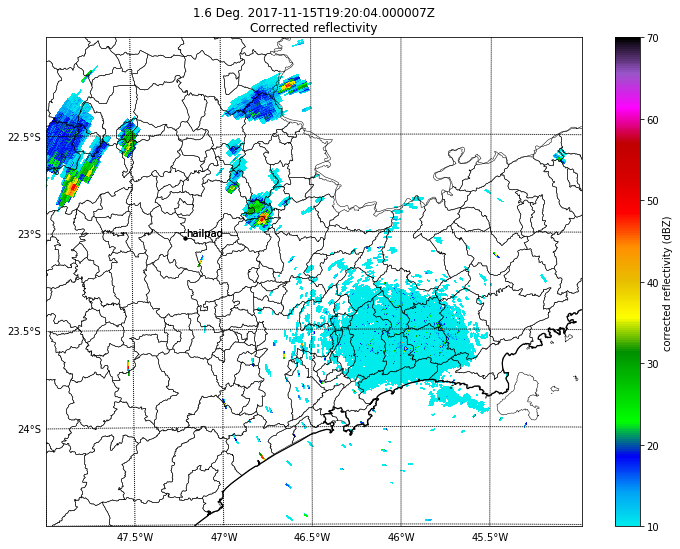 1.6 Deg. 2017-11-15T19:20:04.000007Z
Corrected reflectivity
70
60
50
40
30
20
10
corrected reflectivity (dBZ)
22.5°S
23°S
23.5°S
24°S
hailpad
47.5°W
47°W
46.5°W
46°W
45.5°W